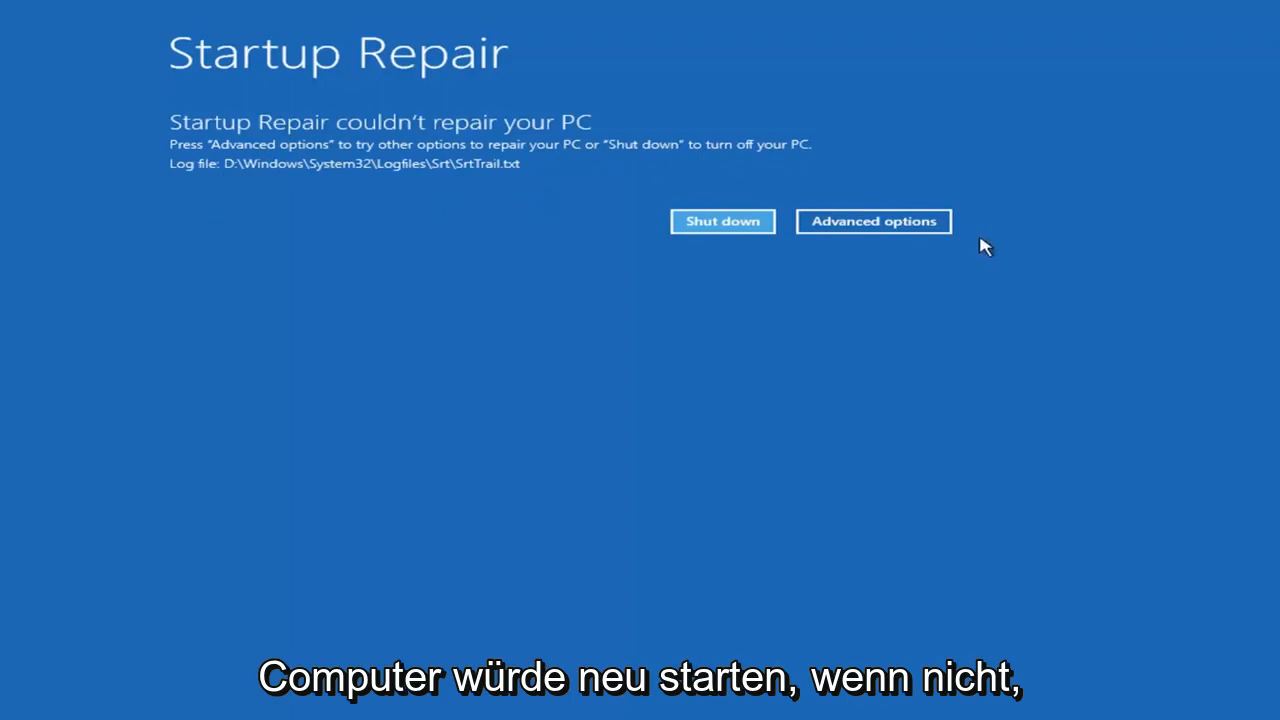 Startup Repair
Startup Repair couldn't repair your PC
Press "Advanced options" to try other options to repair your PC or "Shut down" to turn off your PC.
Log file: D:\Windows\System32\Logfiles\Srt\SrtTrail.txt
Shut down Advanced options
Computer würde neu starten, wenn nicht,